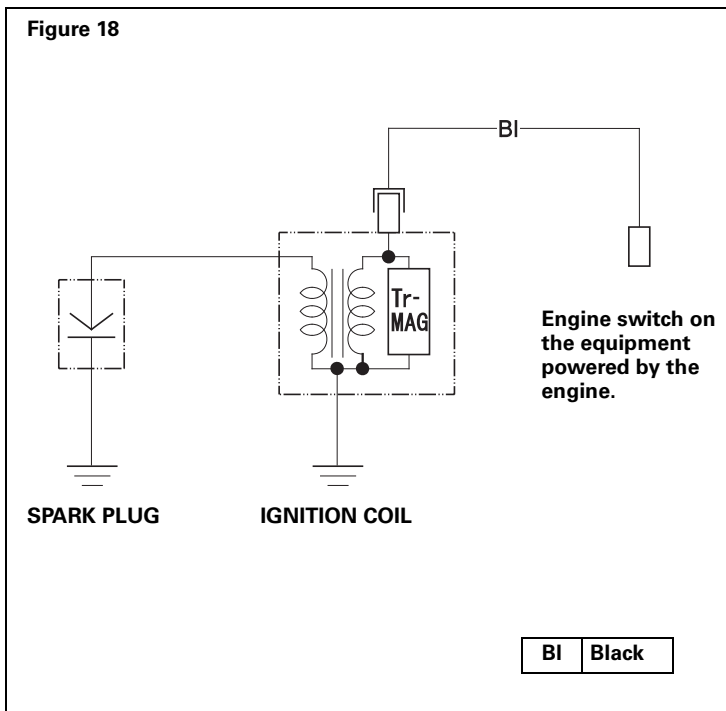 Figure 18
Bl
Tr-
MAG
Engine switch on
the equipment
powered by the
engine.
SPARK PLUG
IGNITION COIL
Bl Black